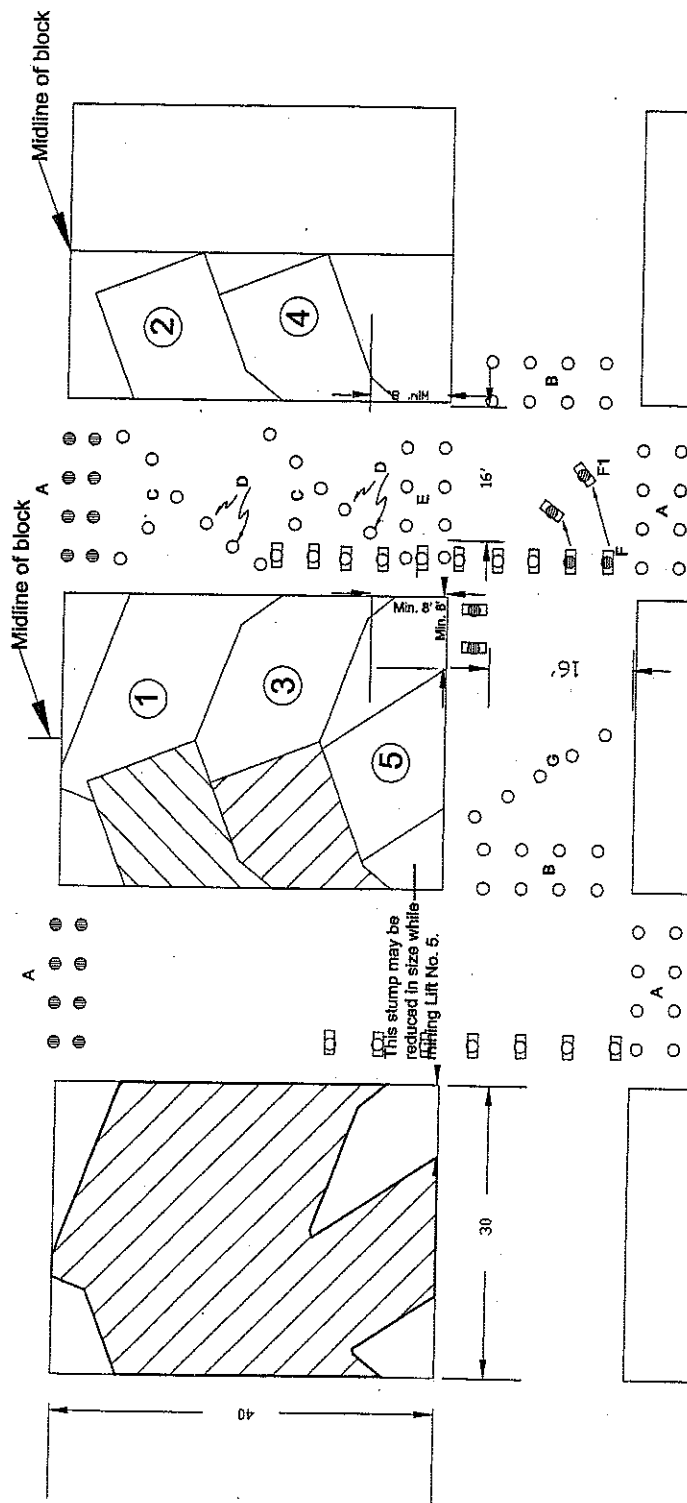 Midline of block
Midline of block
A
2
4
Min. 8'
B
C
D
C
D
E
16'
F1
F
A
1
3
5
Min. 8'
Min. 8'
16'
G
B
A
This stump may be
reduced in size while
mining Lift No. 5.
A
30
40